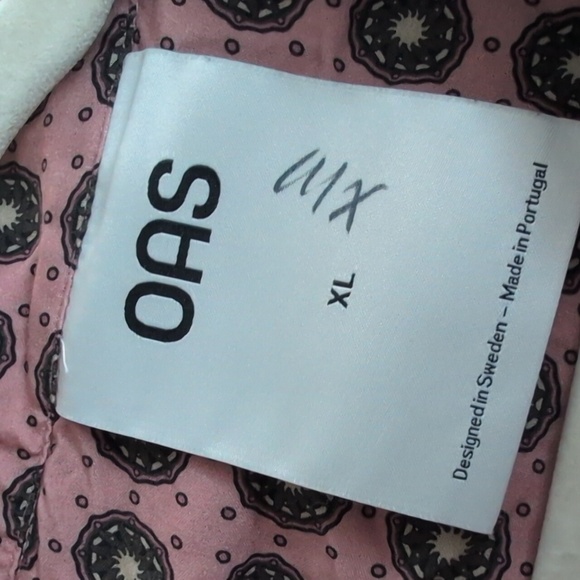 OAS
XL
Designed in Sweden – Made in Portugal